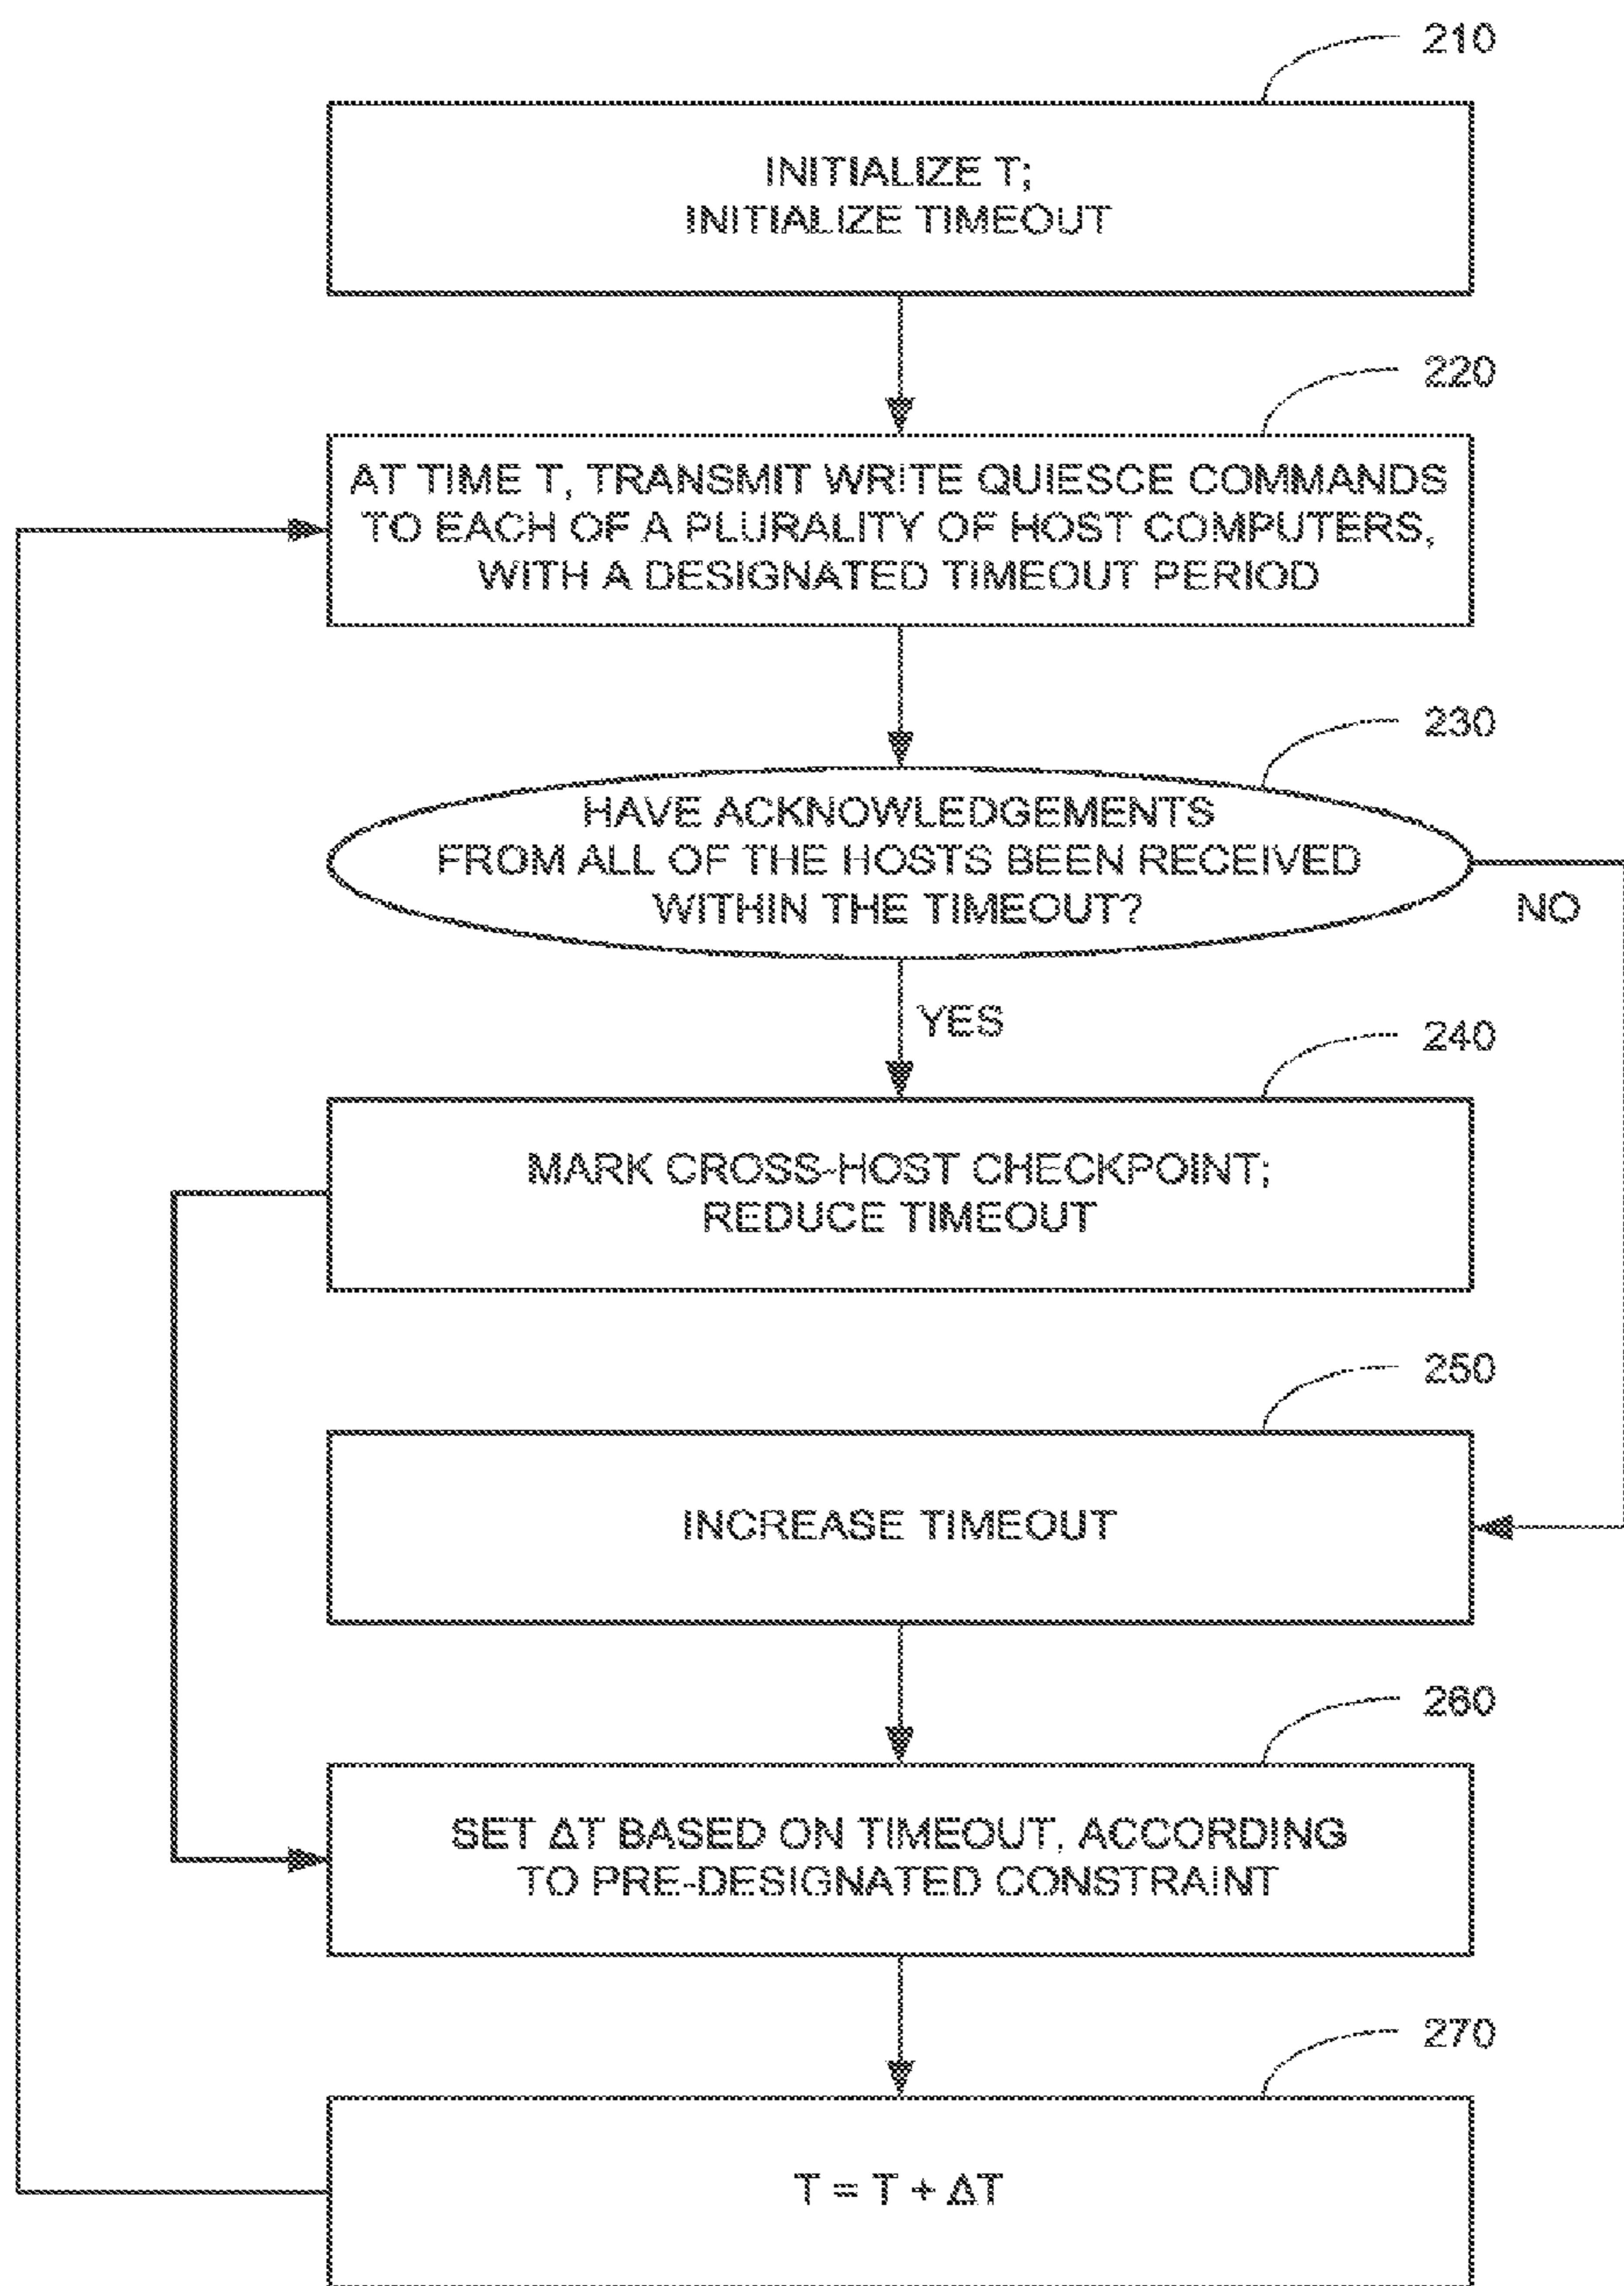 210
INITIALIZE T;
INITIALIZE TIMEOUT
220
AT TIME T, TRANSMIT WRITE QUIESCE COMMANDS
TO EACH OF A PLURALITY OF HOST COMPUTERS,
WITH A DESIGNATED TIMEOUT PERIOD
230
HAVE ACKNOWLEDGEMENTS
FROM ALL OF THE HOSTS BEEN RECEIVED
WITHIN THE TIMEOUT?
NO
YES
240
MARK CROSS-HOST CHECKPOINT;
REDUCE TIMEOUT
250
INCREASE TIMEOUT
260
SET ΔT BASED ON TIMEOUT, ACCORDING
TO PRE-DESIGNATED CONSTRAINT
270
T = T + ΔT